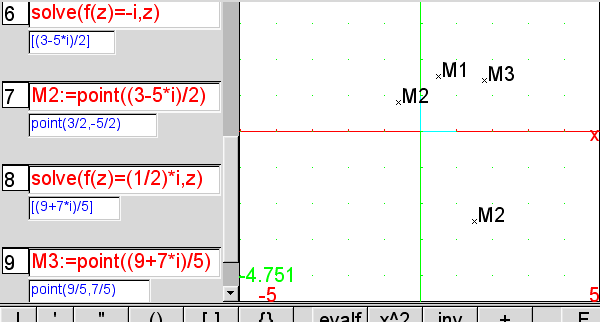 6 solve(f(z)=-i,z)
[(3-5*i)/2]
7 M2:=point((3-5*i)/2)
point(3/2,-5/2)
8 solve(f(z)=(1/2)*i,z)
[(9+7*i)/5]
9 M3:=point((9+7*i)/5)
point(9/5,7/5)
M1
M3
M2
x
M2
-4.751
-5 5
' " () [ ] {} evalf x^2 inv +